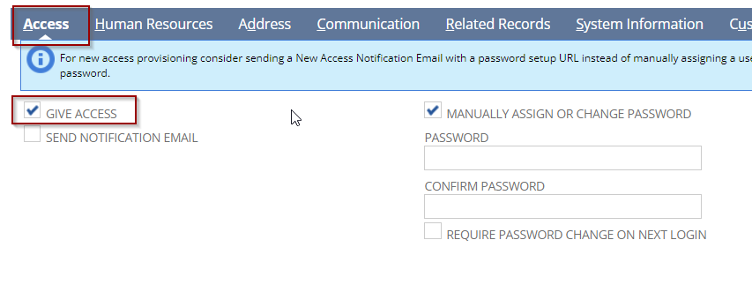 Access Human Resources Address Communication Related Records System Information
For new access provisioning consider sending a New Access Notification Email with a password setup URL instead of manually assigning a
password.
GIVE ACCESS MANUALLY ASSIGN OR CHANGE PASSWORD
SEND NOTIFICATION EMAIL PASSWORD
CONFIRM PASSWORD
REQUIRE PASSWORD CHANGE ON NEXT LOGIN